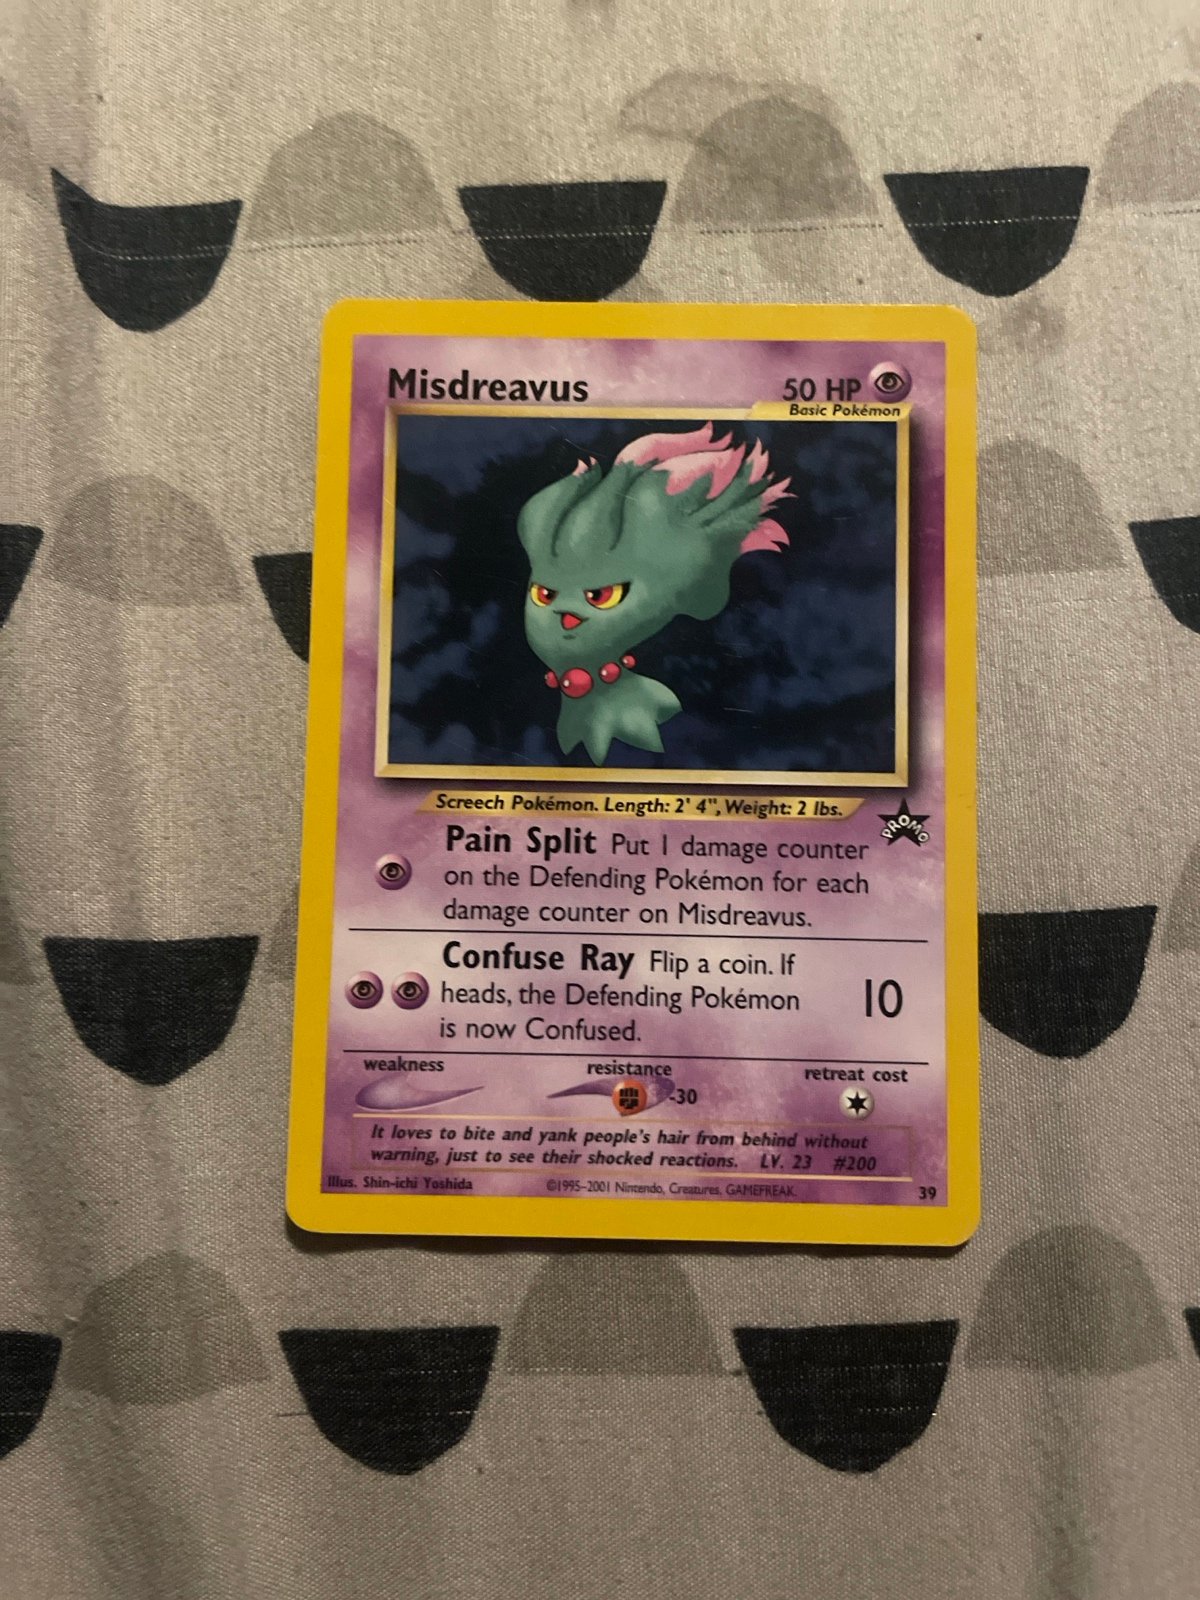 Misdreavus
50 HP
Basic Pokémon
Screech Pokémon. Length: 2' 4", Weight: 2 lbs.
PROMO
Pain Split Put 1 damage counter
on the Defending Pokémon for each
damage counter on Misdreavus.
Confuse Ray Flip a coin. If
heads, the Defending Pokémon
is now Confused.
10
weakness
resistance
retreat cost
-30
It loves to bite and yank people's hair from behind without
warning, just to see their shocked reactions. LV. 23 #200
Illus. Shin-ichi Yoshida
©1995-2001 Nintendo, Creatures, GAMEFREAK.
39